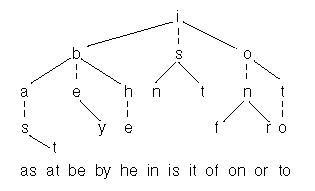 i
b s o
a e h n t n t
s y e f r o
t
as at be by he in is it of on or to